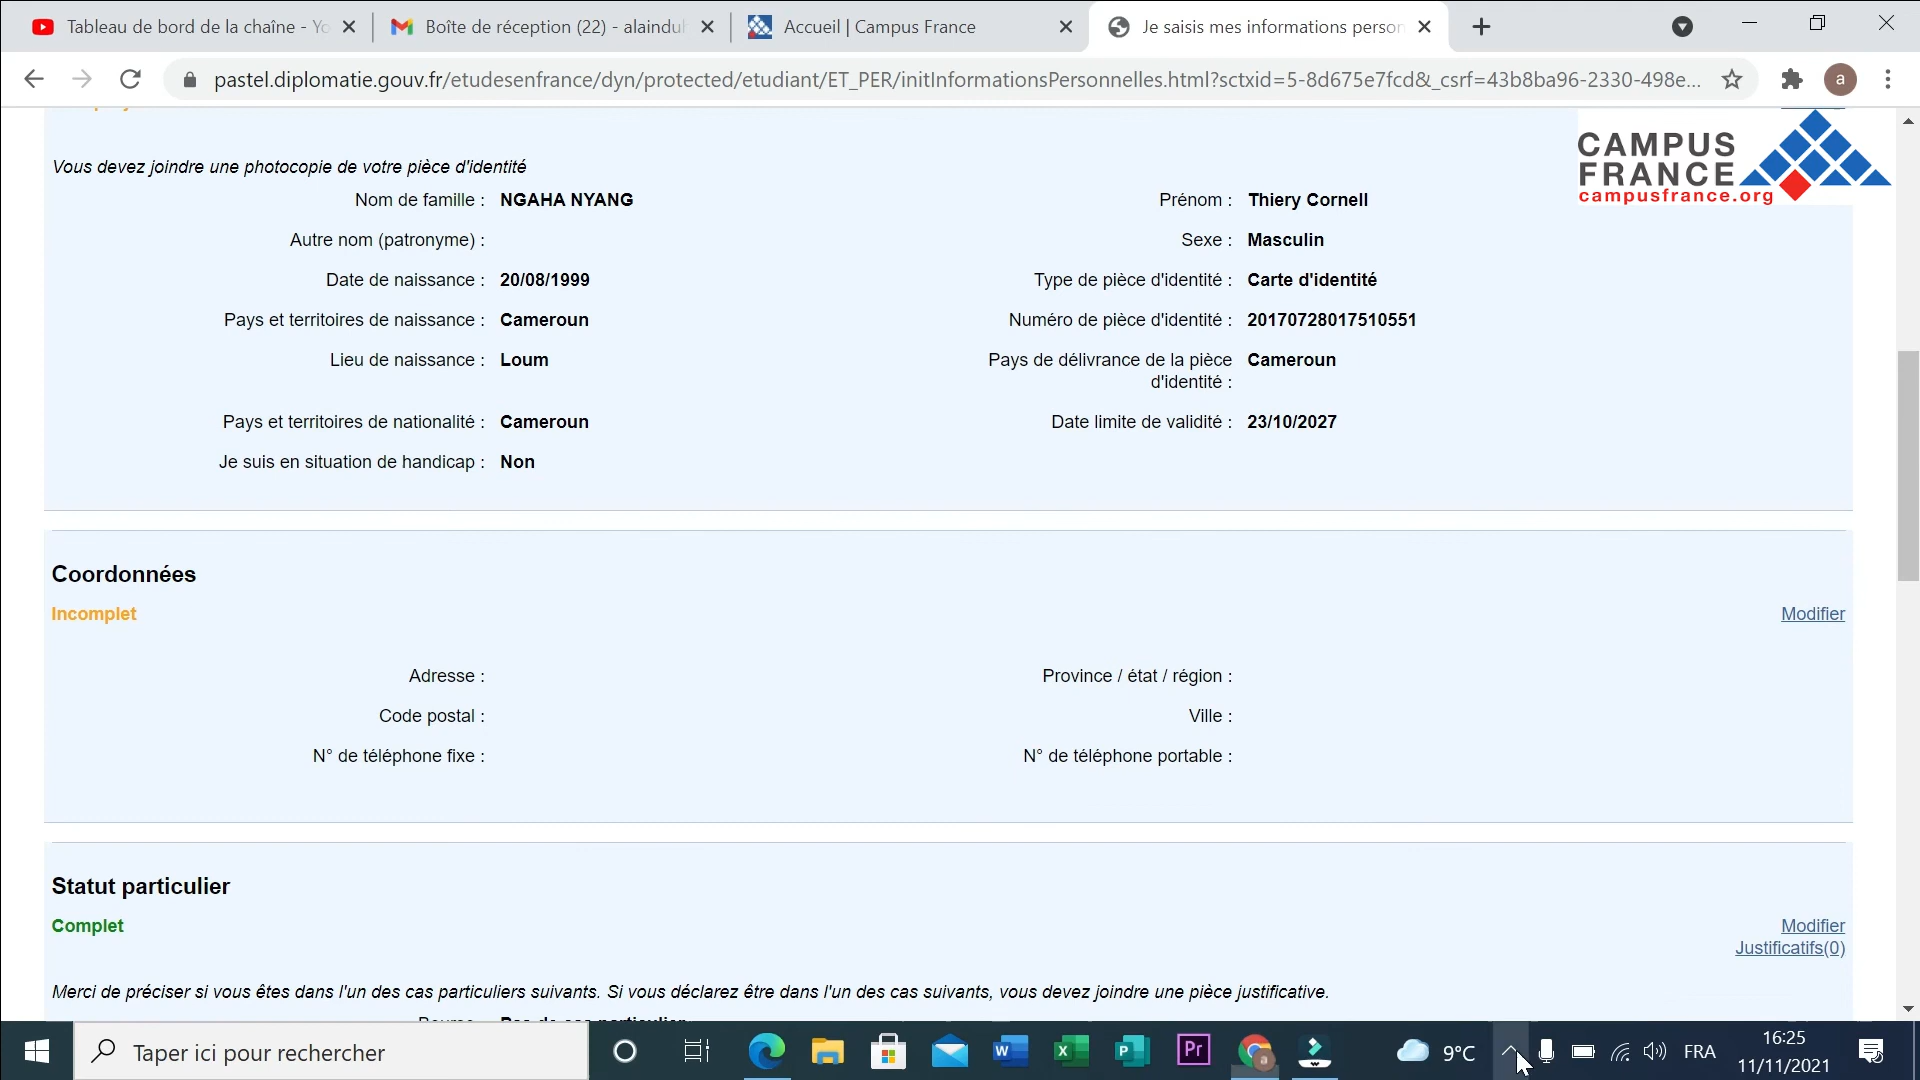 Tableau de bord de la chaîne - Yo
Boîte de réception (22) - alaindul
Accueil | Campus France
Je saisis mes informations person
pastel.diplomatie.gouv.fr/etudesenfrance/dyn/protected/etudiant/ET_PER/initInformationsPersonnelles.html?sctxid=5-8d675e7fcd&_csrf=43b8ba96-2330-498e...
a
CAMPUS
FRANCE
campusfrance.org
Vous devez joindre une photocopie de votre pièce d'identité
Nom de famille : NGAHA NYANG
Prénom : Thiery Cornell
Autre nom (patronyme) :
Sexe : Masculin
Date de naissance : 20/08/1999
Type de pièce d'identité : Carte d'identité
Pays et territoires de naissance : Cameroun
Numéro de pièce d'identité : 20170728017510551
Lieu de naissance : Loum
Pays de délivrance de la pièce Cameroun
d'identité :
Pays et territoires de nationalité : Cameroun
Date limite de validité : 23/10/2027
Je suis en situation de handicap : Non
Coordonnées
Incomplet
Modifier
Adresse :
Province / état / région :
Code postal :
Ville :
N° de téléphone fixe :
N° de téléphone portable :
Statut particulier
Complet
Modifier
Justificatifs(0)
Merci de préciser si vous êtes dans l'un des cas particuliers suivants. Si vous déclarez être dans l'un des cas suivants, vous devez joindre une pièce justificative.
Bourse Pas de cas particulier
Taper ici pour rechercher
W
X
P
Pr
a
9°C
FRA
16:25
11/11/2021